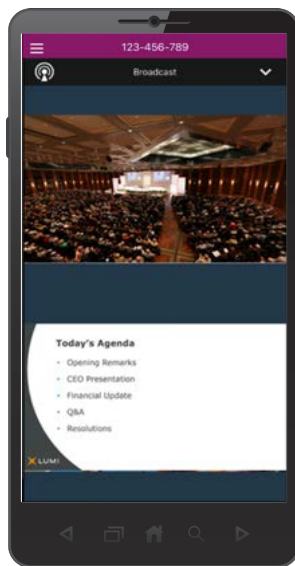 123-456-789
Broadcast
Today's Agenda
Opening Remarks
CEO Presentation
Financial Update
Q&A
Resolutions
LUMI